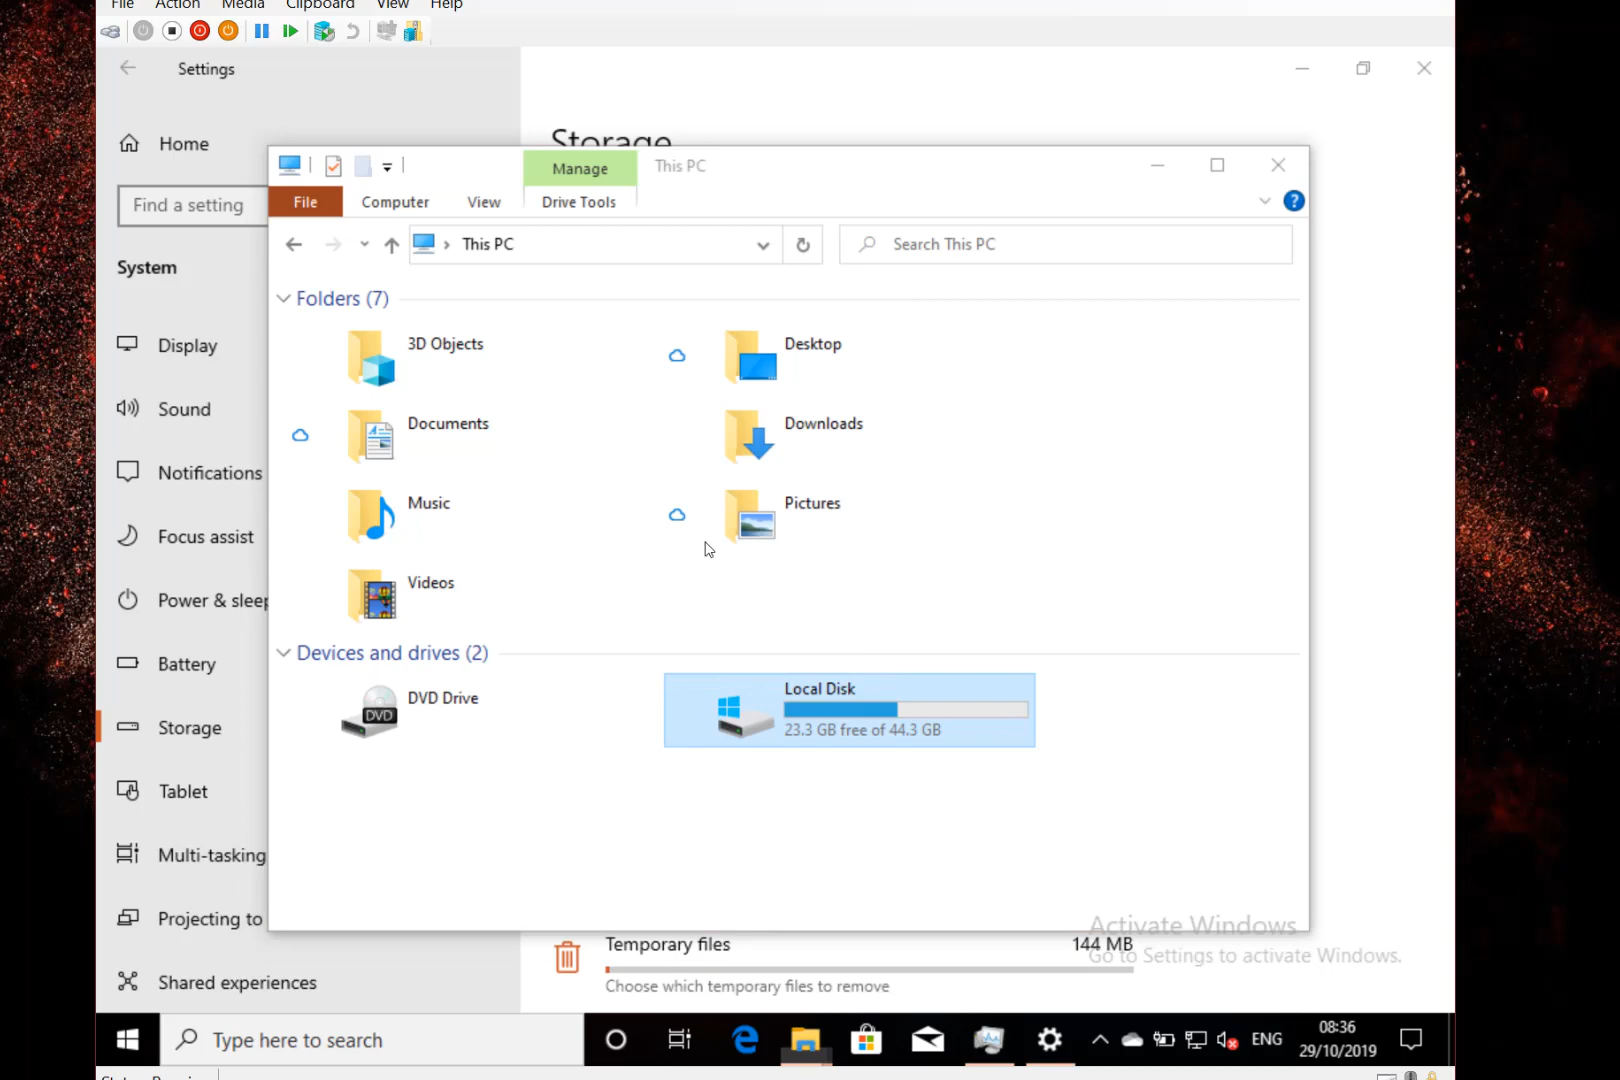 File Action Media Clipboard View Help
Settings
Storage
Home
Find a setting
System
Display
Sound
Notifications
Focus assist
Power & sleep
Battery
Storage
Tablet
Multi-tasking
Projecting to
Shared experiences
Manage This PC
File Computer View Drive Tools
This PC
Search This PC
Folders (7)
3D Objects
Desktop
Documents
Downloads
Music
Pictures
Videos
Devices and drives (2)
DVD
DVD Drive
Local Disk
23.3 GB free of 44.3 GB
Activate Windows
Go to Settings to activate Windows.
Temporary files 144 MB
Choose which temporary files to remove
Type here to search
ENG
08:36
29/10/2019